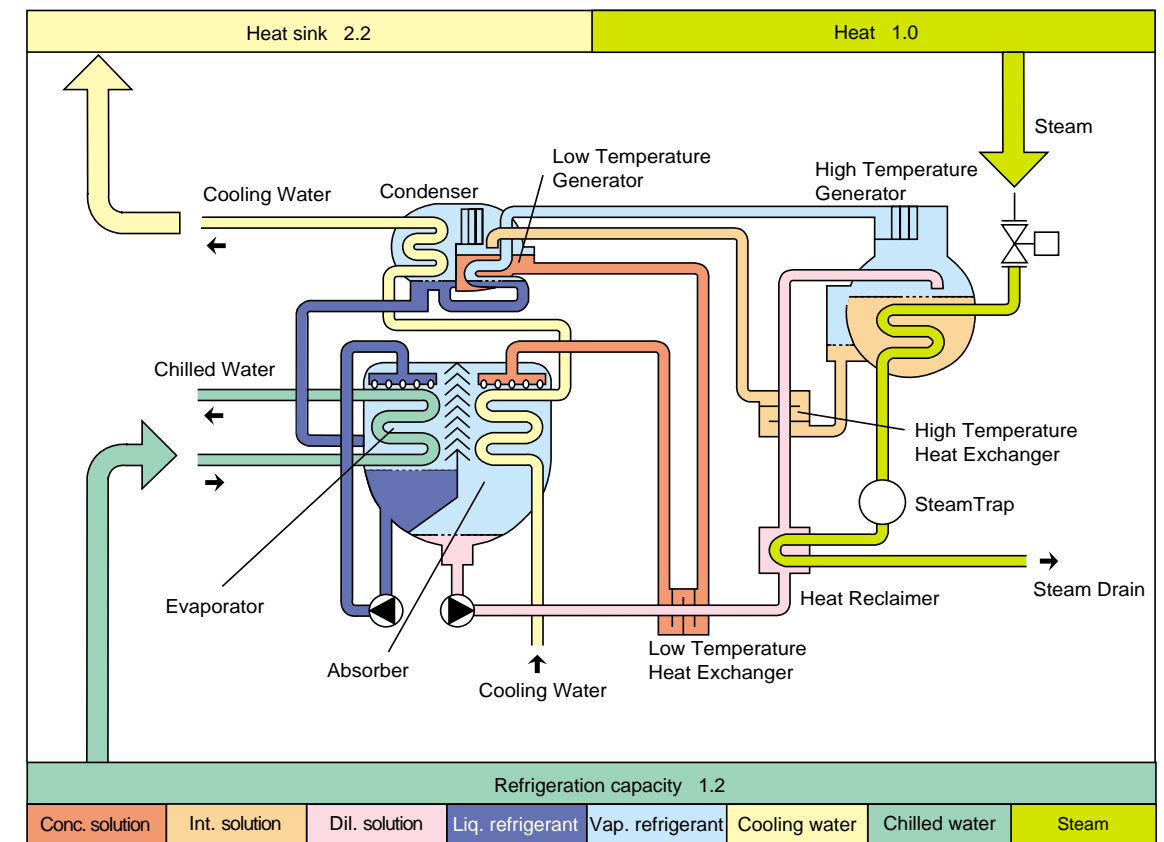 Heat sink 2.2
Heat 1.0
Steam
Low Temperature
Generator
High Temperature
Generator
Condenser
Cooling Water
Chilled Water
High Temperature
Heat Exchanger
SteamTrap
Steam Drain
Heat Reclaimer
Evaporator
Low Temperature
Heat Exchanger
Absorber
Cooling Water
Refrigeration capacity 1.2
Conc. solution
Int. solution
Dil. solution
Liq. refrigerant
Vap. refrigerant
Cooling water
Chilled water
Steam